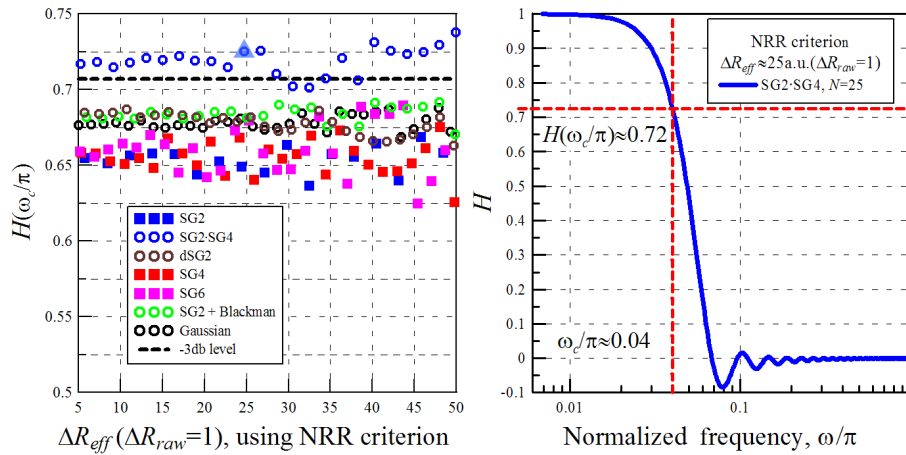 0.75
0.7
0.65
0.6
0.55
0.5
H(ω_c/π)
SG2
SG2·SG4
dSG2
SG4
SG6
SG2 + Blackman
Gaussian
-3db level
5 10 15 20 25 30 35 40 45 50
ΔR_eff (ΔR_raw=1), using NRR criterion
1
0.9
0.8
0.7
0.6
0.5
0.4
0.3
0.2
0.1
0
-0.1
H
NRR criterion
ΔR_eff≈25a.u.(ΔR_raw=1)
SG2·SG4, N=25
H(ω_c/π)≈0.72
ω_c/π≈0.04
0.01 0.1 1
Normalized frequency, ω/π